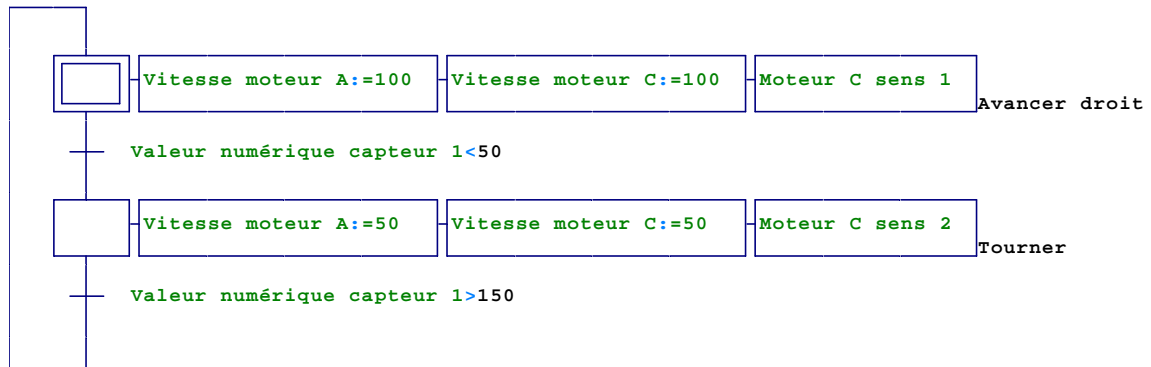 Vitesse moteur A:=100 Vitesse moteur C:=100 Moteur C sens 1
Avancer droit
Valeur numérique capteur 1<50
Vitesse moteur A:=50 Vitesse moteur C:=50 Moteur C sens 2
Tourner
Valeur numérique capteur 1>150